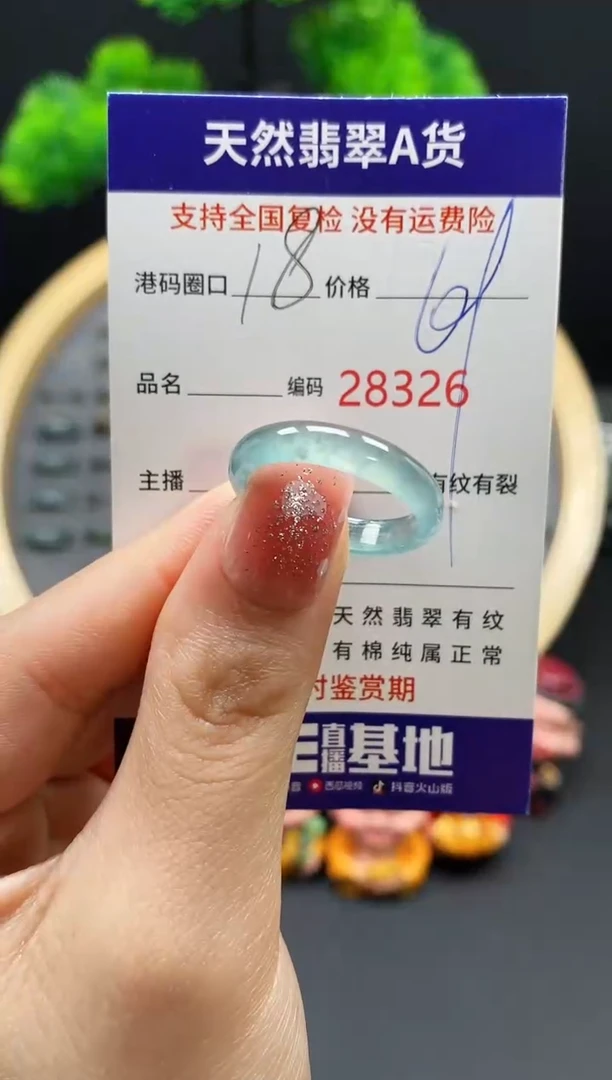 天然翡翠A货
支持全国复检 没有运费险
港码圈口 18 价格
品名 编码 28326
主播 有纹有裂
天然翡翠有纹
有棉纯属正常
时鉴赏期
直播基地
西瓜视频 抖音火山版